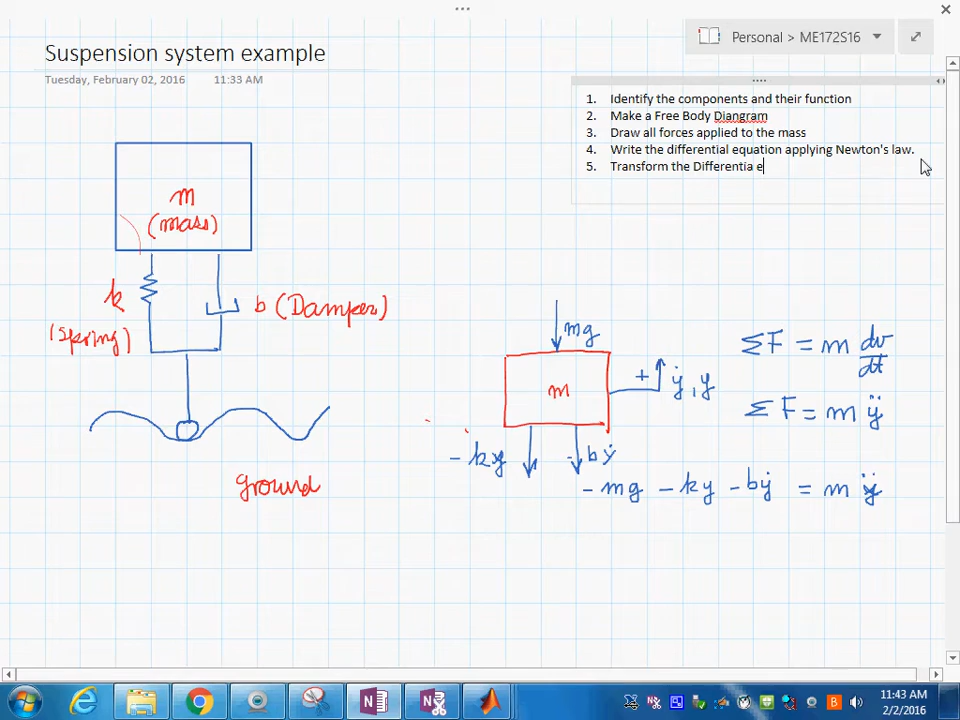 Personal > ME172S16
Suspension system example
Tuesday, February 02, 2016 11:33 AM
1. Identify the components and their function
2. Make a Free Body Diangram
3. Draw all forces applied to the mass
4. Write the differential equation applying Newton's law.
5. Transform the Differentia e
m
(mass)
k
(Spring)
b (Damper)
ground
mg
m
+ ẏ, y
- ky
- bẏ
ΣF = m dv/dt
ΣF = m ÿ
- mg - ky - bẏ = m ÿ
11:43 AM
2/2/2016